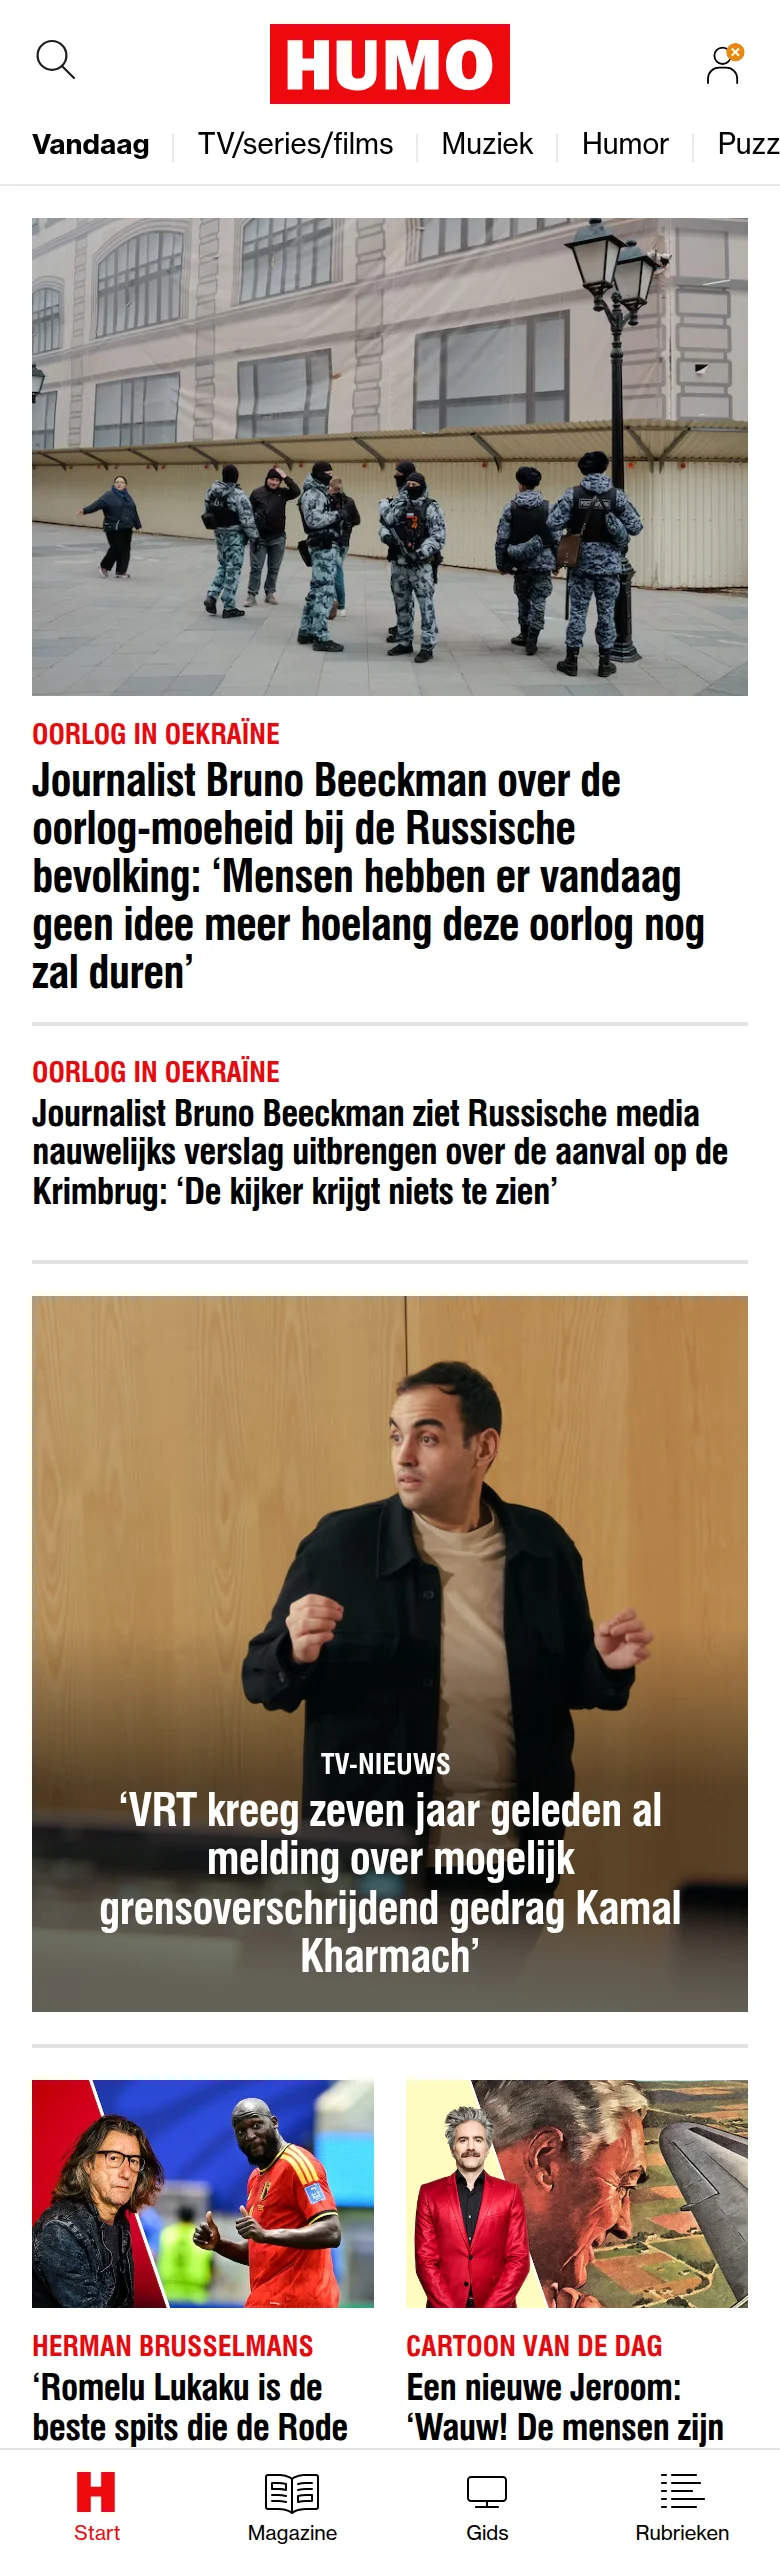 HUMO
Vandaag
TV/series/films
Muziek
Humor
Puzz
OORLOG IN OEKRAÏNE
Journalist Bruno Beeckman over de
oorlog-moeheid bij de Russische
bevolking: ‘Mensen hebben er vandaag
geen idee meer hoelang deze oorlog nog
zal duren’
OORLOG IN OEKRAÏNE
Journalist Bruno Beeckman ziet Russische media
nauwelijks verslag uitbrengen over de aanval op de
Krimbrug: ‘De kijker krijgt niets te zien’
TV-NIEUWS
‘VRT kreeg zeven jaar geleden al
melding over mogelijk
grensoverschrijdend gedrag Kamal
Kharmach’
HERMAN BRUSSELMANS
‘Romelu Lukaku is de
beste spits die de Rode
CARTOON VAN DE DAG
Een nieuwe Jeroom:
‘Wauw! De mensen zijn
H
Start
Magazine
Gids
Rubrieken